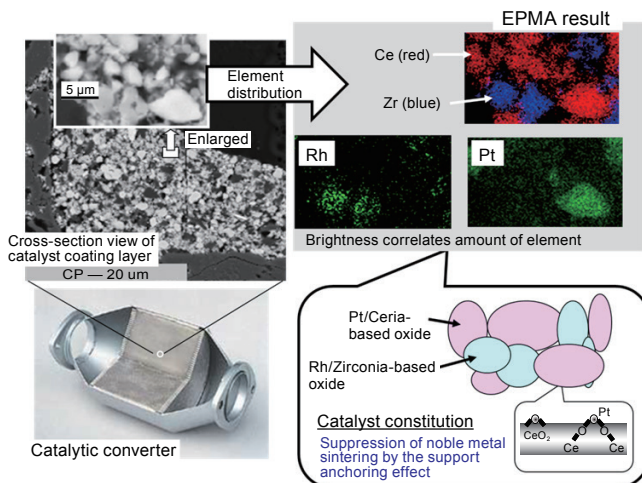 EPMA result
Ce (red)
Zr (blue)
5 µm
Element
distribution
Enlarged
Rh
Pt
Brightness correlates amount of element
Cross-section view of
catalyst coating layer
CP — 20 um
Pt/Ceria-
based oxide
Rh/Zirconia-based
oxide
Catalyst constitution
Suppression of noble metal
sintering by the support
anchoring effect
Pt
O O
CeO2
Ce Ce
Catalytic converter